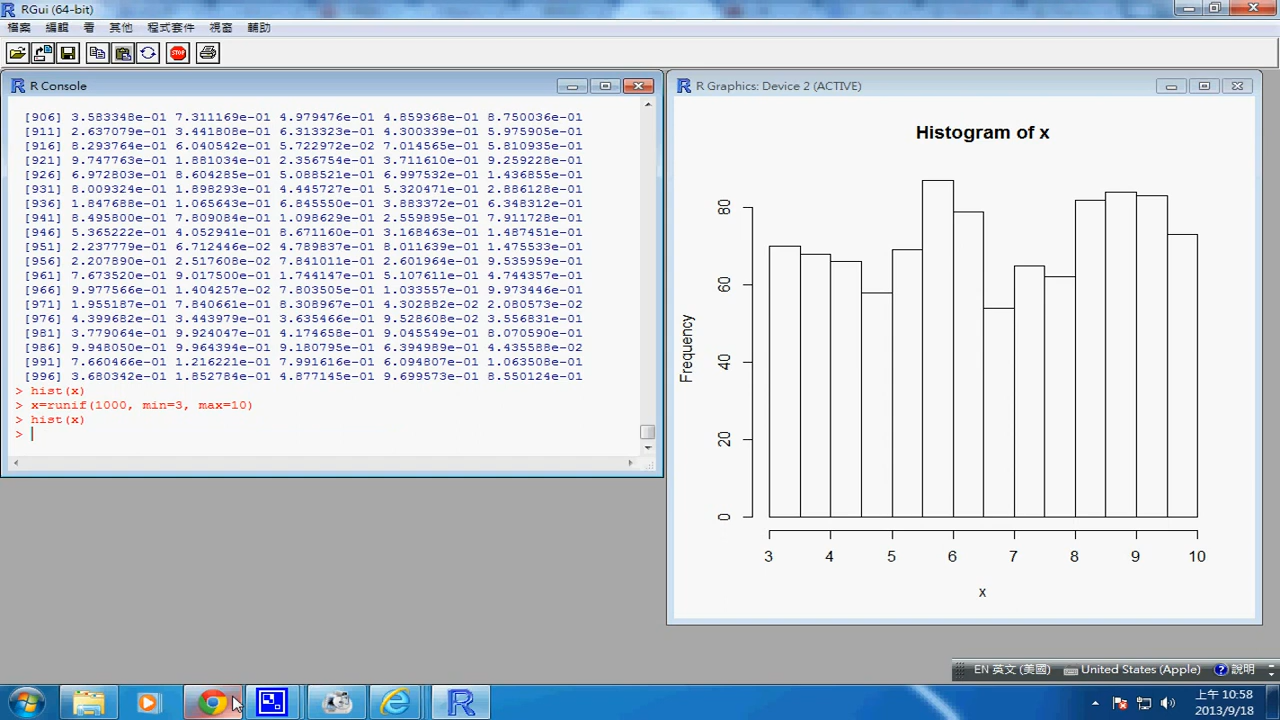 RGui (64-bit)
檔案 編輯 看 其他 程式套件 視窗 輔助
STOP
R Console
[906] 3.583348e-01 7.311169e-01 4.979476e-01 4.859368e-01 8.750036e-01
[911] 2.637079e-01 3.441808e-01 6.313323e-01 4.300339e-01 5.975905e-01
[916] 8.293764e-01 6.040542e-01 5.722972e-02 7.014565e-01 5.810935e-01
[921] 9.747763e-01 1.881034e-01 2.356754e-01 3.711610e-01 9.259228e-01
[926] 6.972803e-01 8.604285e-01 5.088521e-01 6.997532e-01 1.436855e-01
[931] 8.009324e-01 1.898293e-01 4.445727e-01 5.320471e-01 2.886128e-01
[936] 1.847688e-01 1.065643e-01 6.845550e-01 3.883372e-01 6.348312e-01
[941] 8.495800e-01 7.809084e-01 1.098629e-01 2.559895e-01 7.911728e-01
[946] 5.365222e-01 4.052941e-01 8.671160e-01 3.168463e-01 1.487451e-01
[951] 2.237779e-01 6.712446e-02 4.789837e-01 8.011639e-01 1.475533e-01
[956] 2.207890e-01 2.517608e-02 7.841011e-01 2.601964e-01 9.535959e-01
[961] 7.673520e-01 9.017500e-01 1.744147e-01 5.107611e-01 4.744357e-01
[966] 9.977566e-01 1.404257e-02 7.803505e-01 1.033557e-01 9.973446e-01
[971] 1.955187e-01 7.840661e-01 8.308967e-01 4.302882e-02 2.080573e-02
[976] 4.399682e-01 3.443979e-01 3.635466e-01 9.528608e-02 3.556831e-01
[981] 3.779064e-01 9.924047e-01 4.174658e-01 9.045549e-01 8.070590e-01
[986] 9.948050e-01 9.964394e-01 9.180795e-01 6.394989e-01 4.435588e-02
[991] 7.660466e-01 1.216221e-01 7.991616e-01 6.094807e-01 1.063508e-01
[996] 3.680342e-01 1.852784e-01 4.877145e-01 9.699573e-01 8.550124e-01
> hist(x)
> x=runif(1000, min=3, max=10)
> hist(x)
>
R Graphics: Device 2 (ACTIVE)
Histogram of x
Frequency
80
60
40
20
0
3 4 5 6 7 8 9 10
x
EN 英文 (美國) United States (Apple) 說明
上午 10:58
2013/9/18